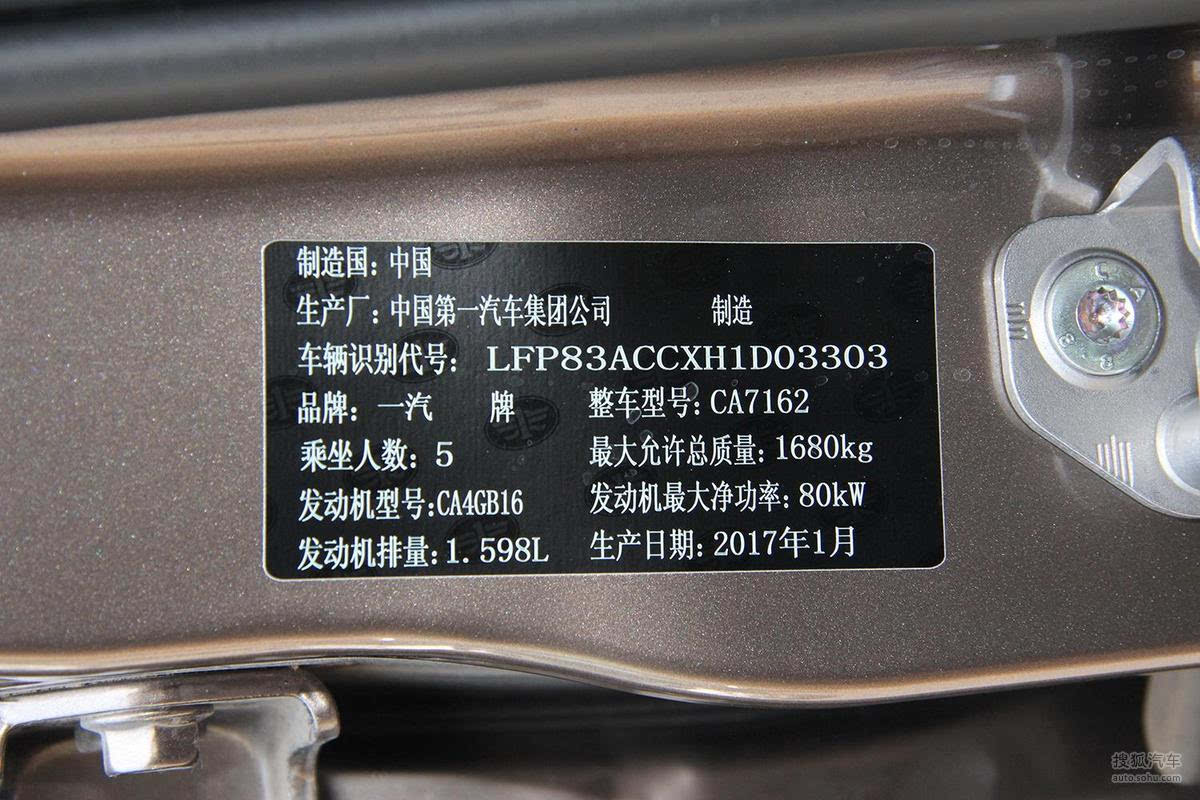 制造国：中国
生产厂：中国第一汽车集团公司 制造
车辆识别代号：LFP83ACCXH1D03303
品牌：一汽 牌 整车型号：CA7162
乘坐人数：5 最大允许总质量：1680kg
发动机型号:CA4GB16 发动机最大净功率：80kW
发动机排量：1.598L 生产日期：2017年1月
搜狐汽车
auto.sohu.com